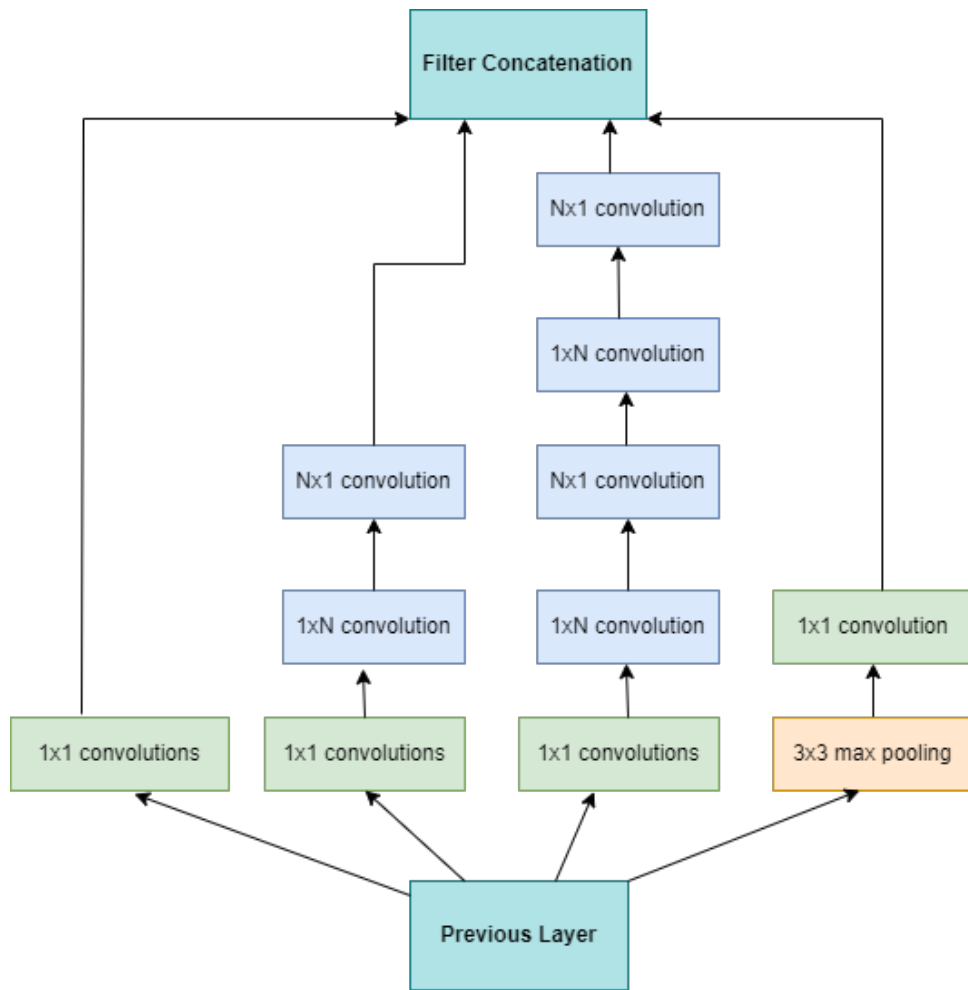 Filter Concatenation
Nx1 convolution
1xN convolution
Nx1 convolution
Nx1 convolution
1xN convolution
1xN convolution
1x1 convolution
1x1 convolutions
1x1 convolutions
1x1 convolutions
3x3 max pooling
Previous Layer